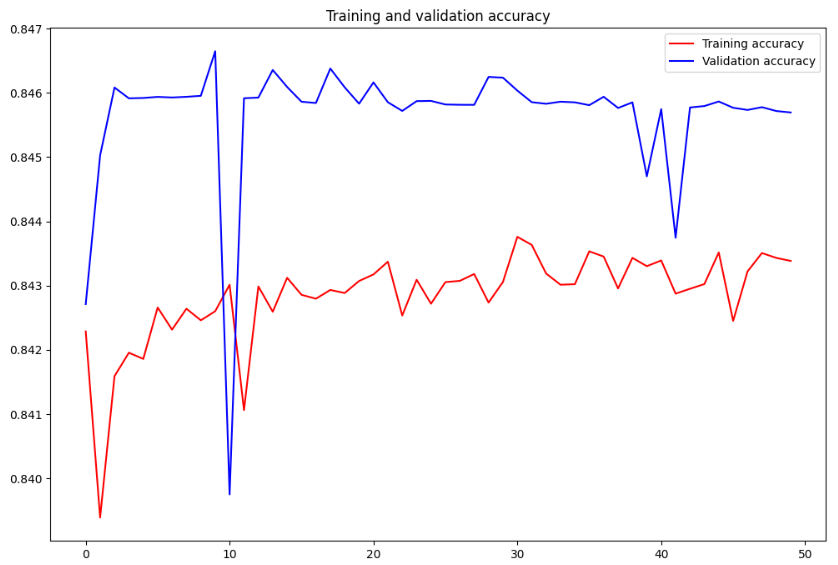 Training and validation accuracy
Training accuracy
Validation accuracy
0.847
0.846
0.845
0.844
0.843
0.842
0.841
0.840
0 10 20 30 40 50